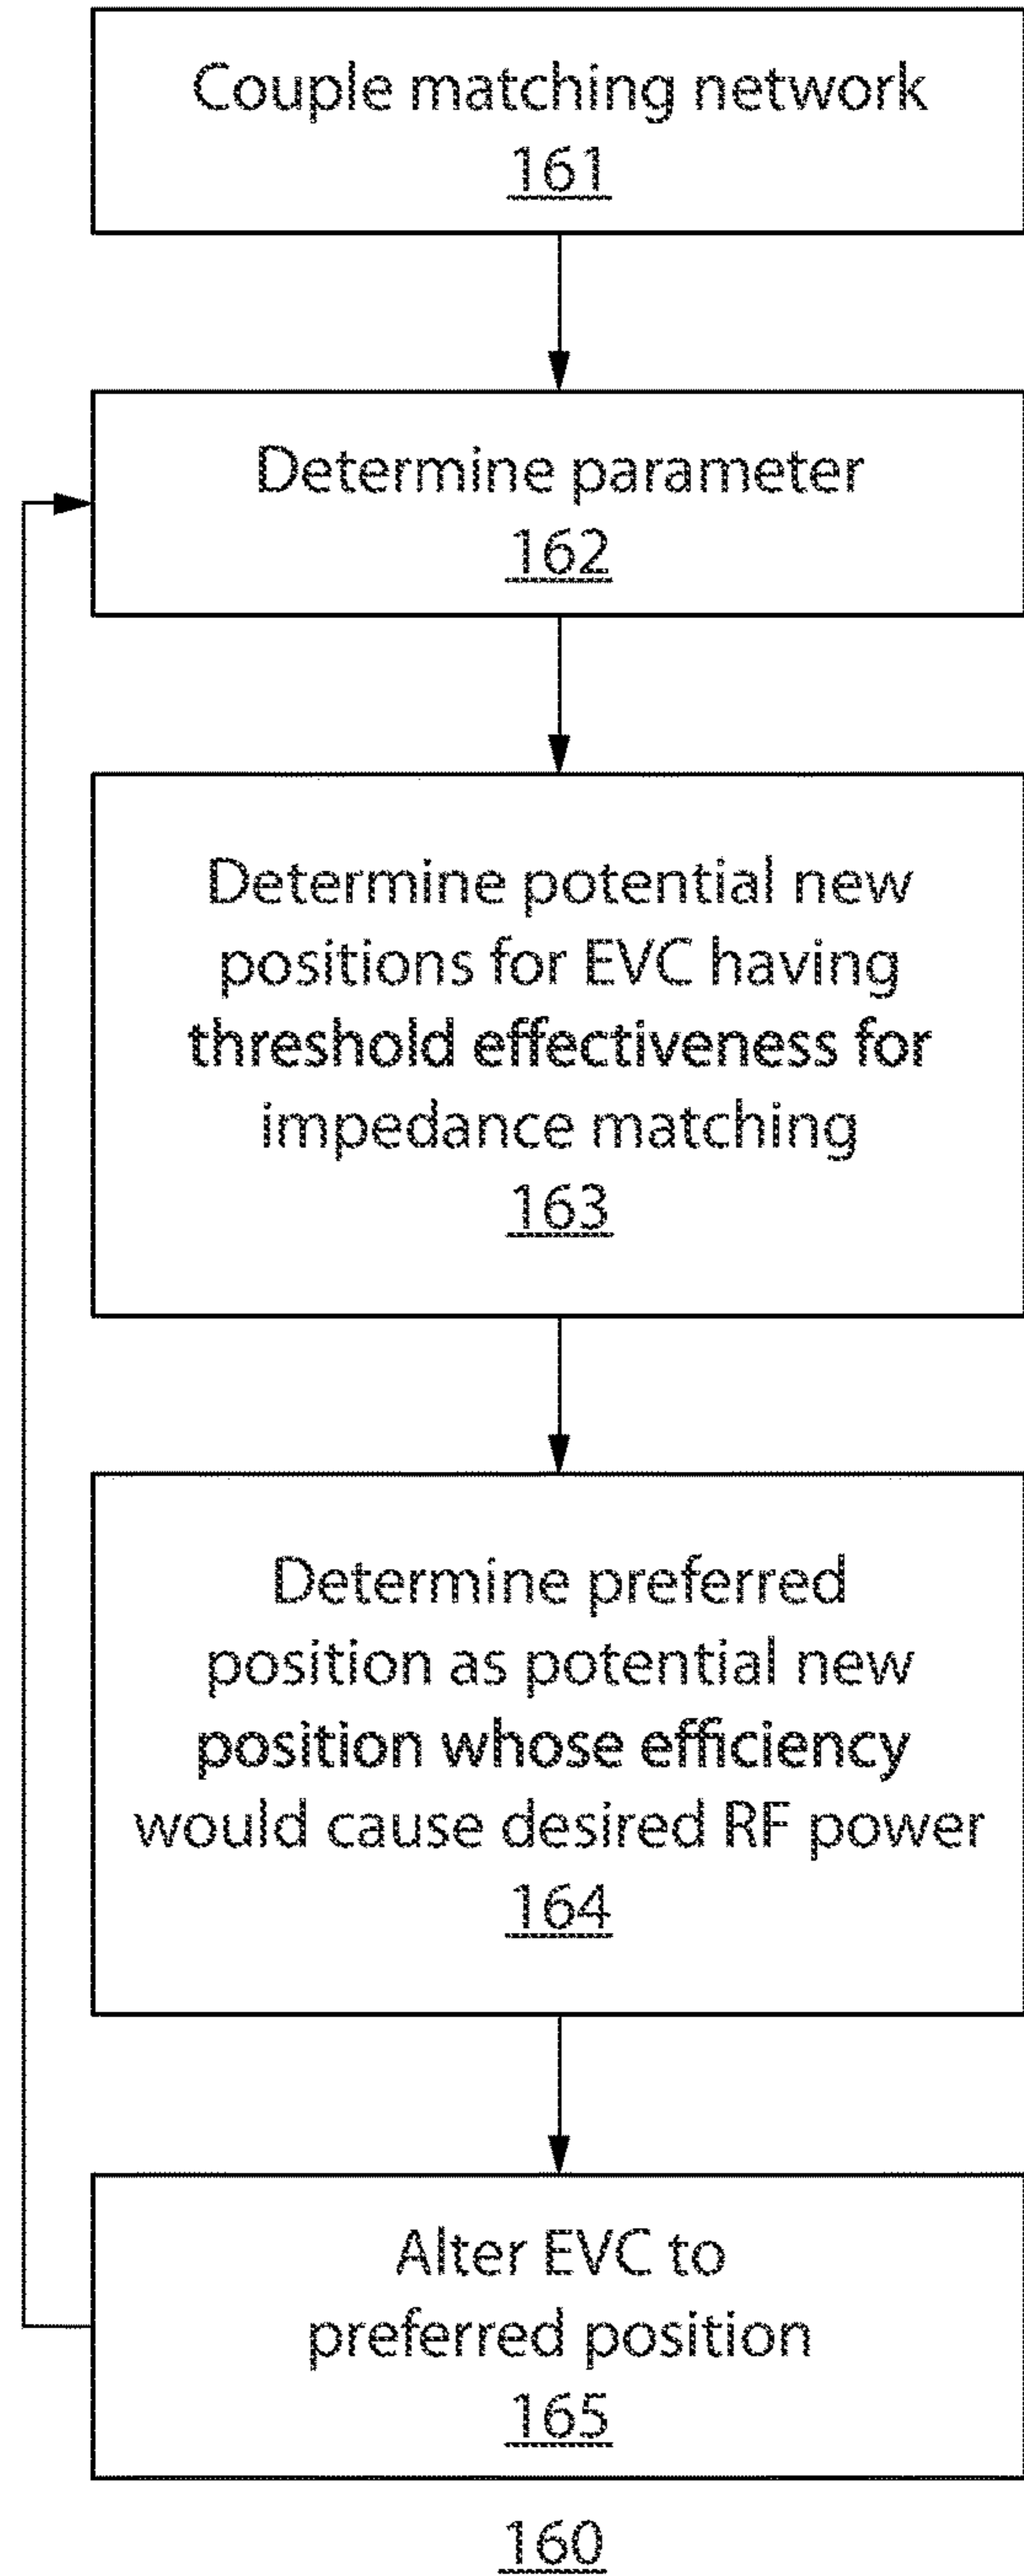 Couple matching network
161
Determine parameter
162
Determine potential new
positions for EVC having
threshold effectiveness for
impedance matching
163
Determine preferred
position as potential new
position whose efficiency
would cause desired RF power
164
Alter EVC to
preferred position
165
160